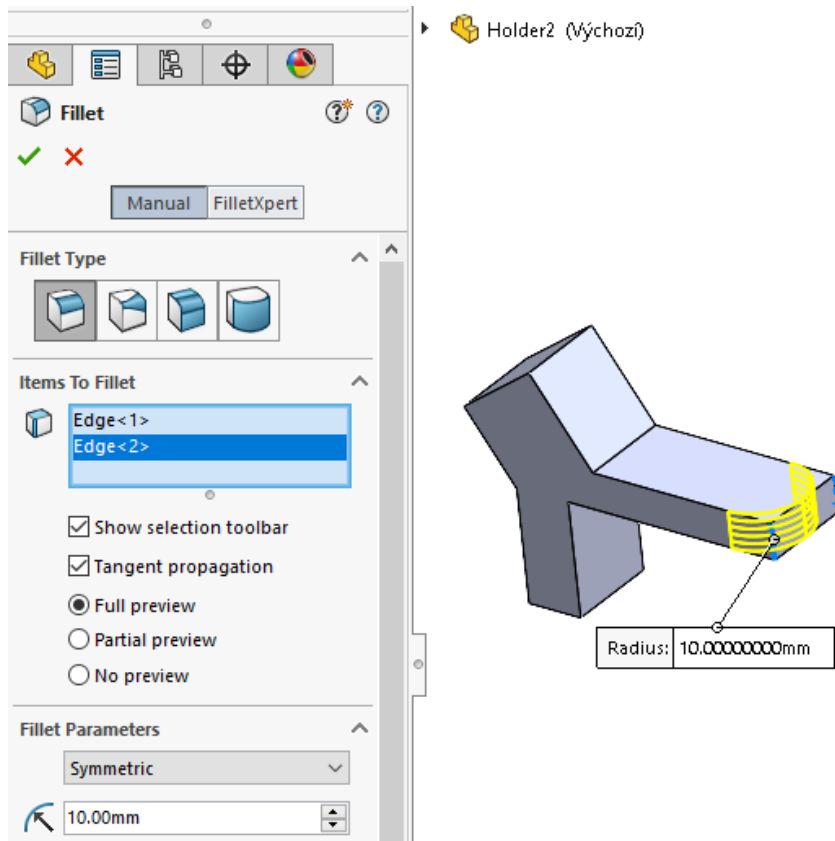 Holder2 (Výchozí)
Fillet
Manual
FilletXpert
Fillet Type
Items To Fillet
Edge<1>
Edge<2>
Show selection toolbar
Tangent propagation
Full preview
Partial preview
No preview
Fillet Parameters
Symmetric
10.00mm
Radius: 10.00000000mm